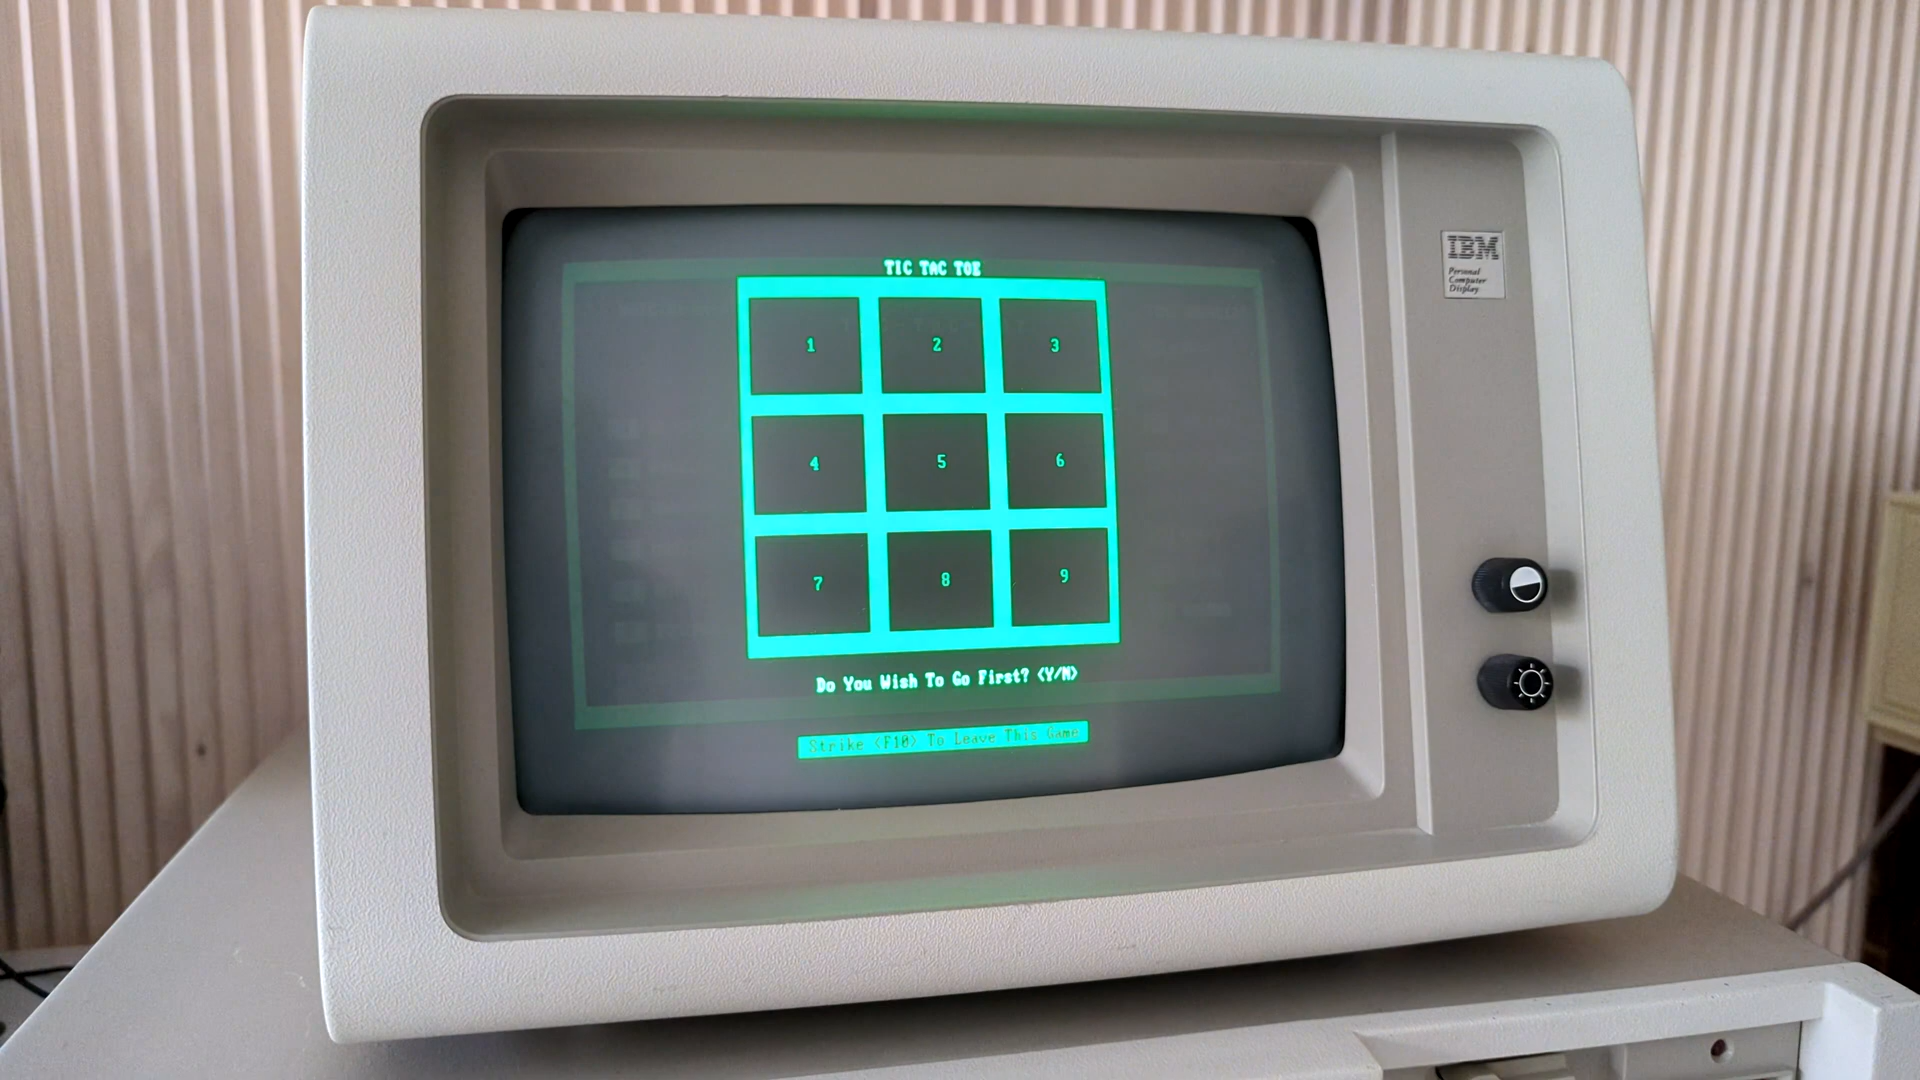 TIC TAC TOE
1 2 3
4 5 6
7 8 9
Do You Wish To Go First? <Y/N>
Strike <F10> To Leave This Game
IBM
Personal
Computer
Display